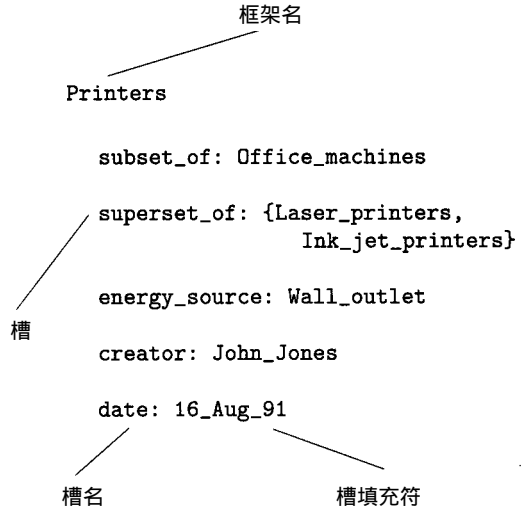 框架名
Printers
subset_of: Office_machines
superset_of: {Laser_printers,
Ink_jet_printers}
energy_source: Wall_outlet
槽
creator: John_Jones
date: 16_Aug_91
槽名
槽填充符